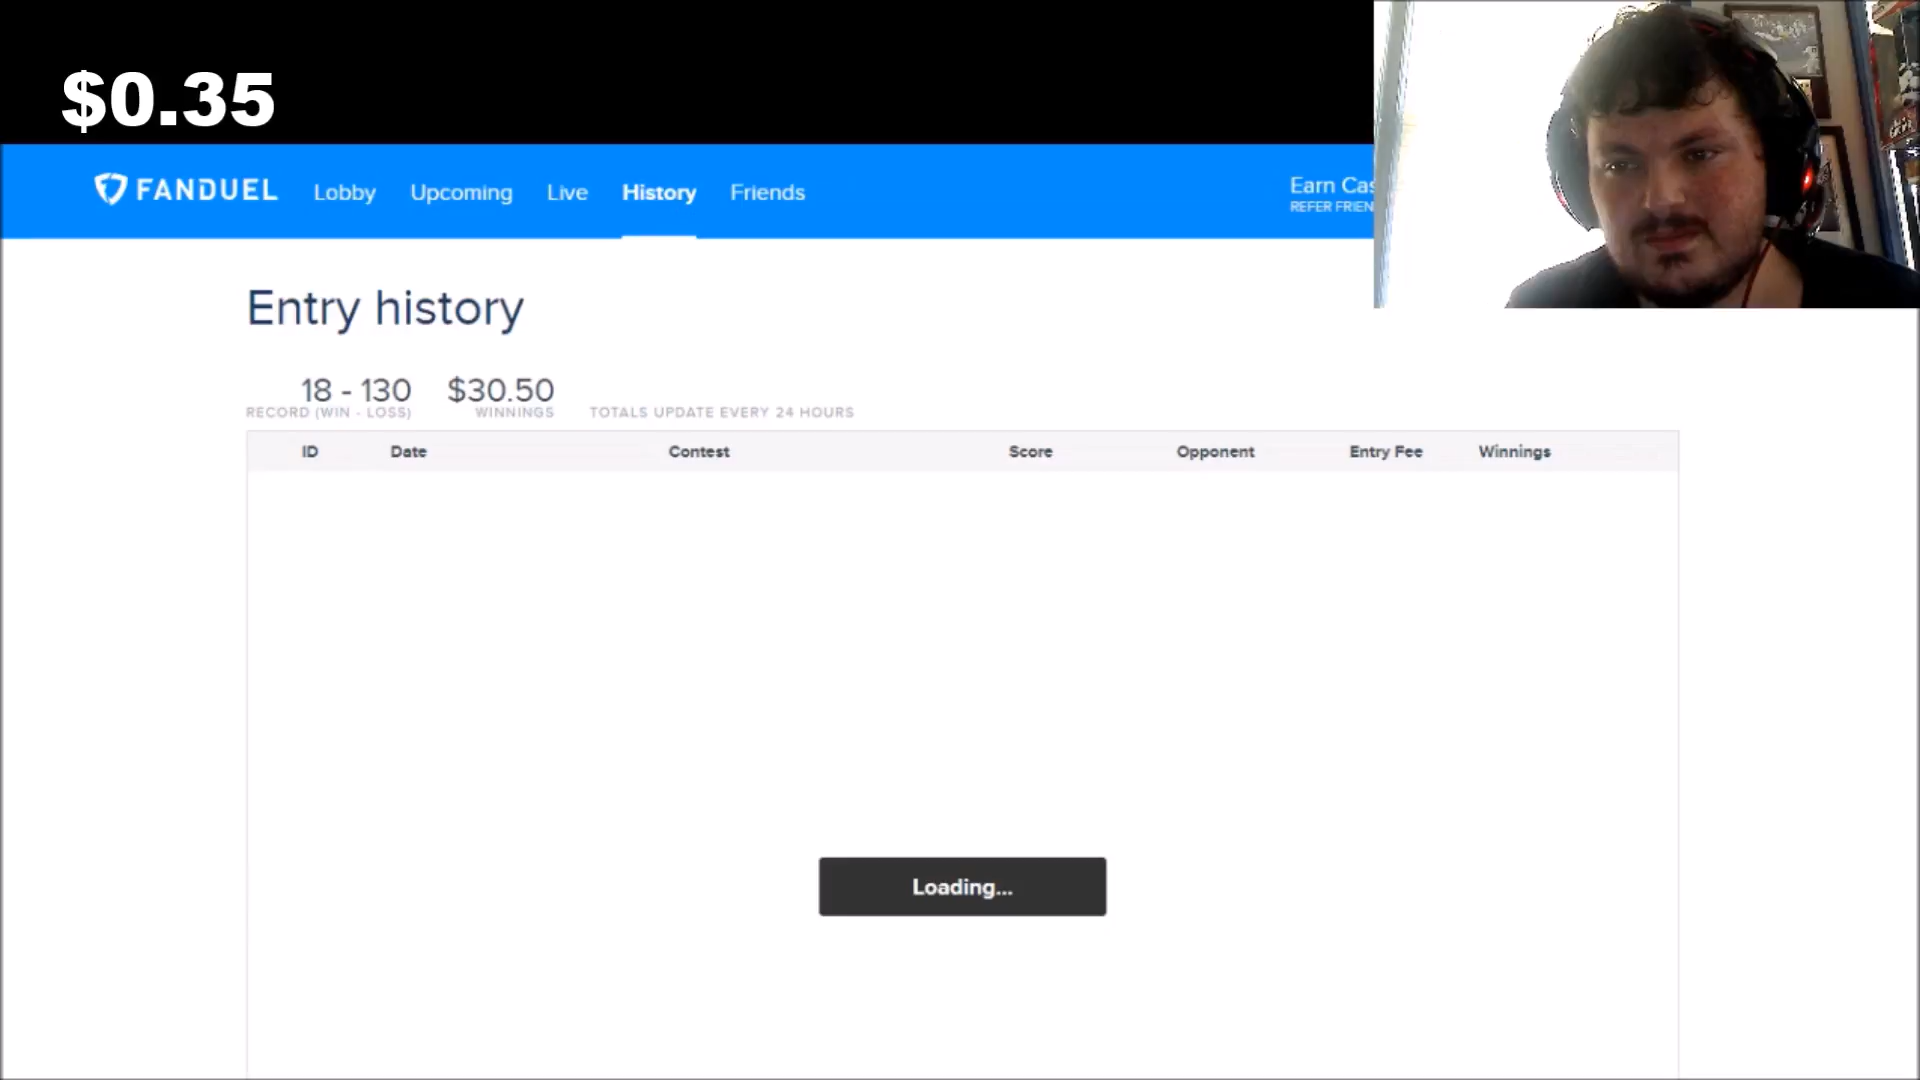 $0.35
FANDUEL Lobby Upcoming Live History Friends
Earn Cas
REFER FRIEN
Entry history
18 - 130 $30.50
RECORD (WIN - LOSS) WINNINGS TOTALS UPDATE EVERY 24 HOURS
ID Date Contest Score Opponent Entry Fee Winnings
Loading...